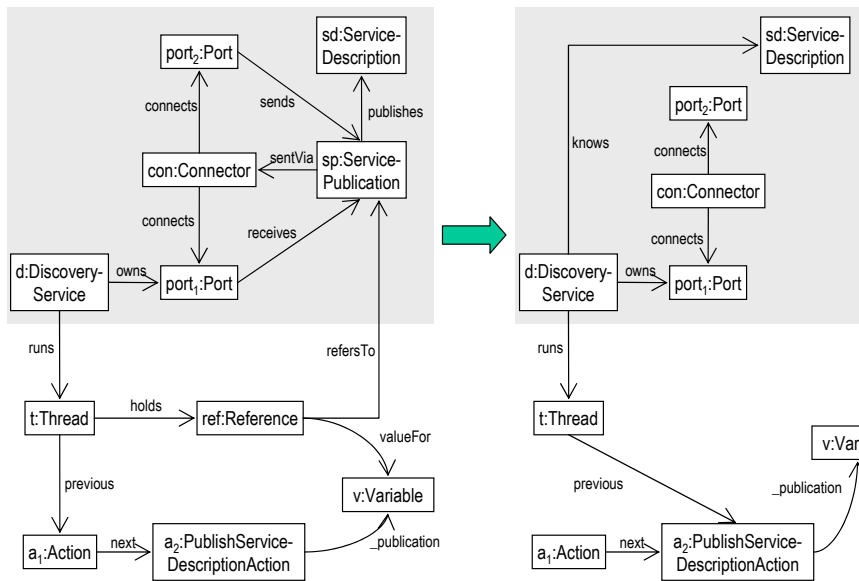 port₂:Port
sd:Service-
Description
connects
sends
publishes
con:Connector
sentVia
sp:Service-
Publication
connects
receives
d:Discovery-
Service
owns
port₁:Port
runs
refersTo
t:Thread
holds
ref:Reference
valueFor
previous
v:Variable
a₁:Action
next
a₂:PublishService-
DescriptionAction
_publication
sd:Service-
Description
knows
port₂:Port
connects
con:Connector
connects
d:Discovery-
Service
owns
port₁:Port
runs
t:Thread
previous
v:Var
_publication
a₁:Action
next
a₂:PublishService-
DescriptionAction